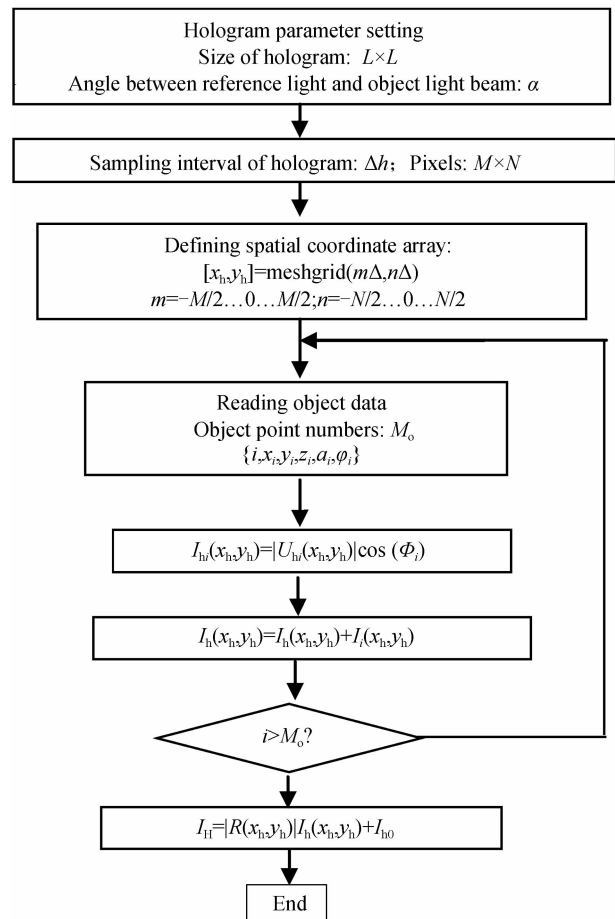 Hologram parameter setting
Size of hologram: L×L
Angle between reference light and object light beam: α
Sampling interval of hologram: Δh; Pixels: M×N
Defining spatial coordinate array:
[xh,yh]=meshgrid(mΔ,nΔ)
m=−M/2…0…M/2;n=−N/2…0…N/2
Reading object data
Object point numbers: Mo
{i,xi,yi,zi,ai,φi}
Ihi(xh,yh)=|Uhi(xh,yh)|cos (Φi)
Ih(xh,yh)=Ih(xh,yh)+Ii(xh,yh)
i>Mo?
IH=|R(xh,yh)|Ih(xh,yh)+Ih0
End